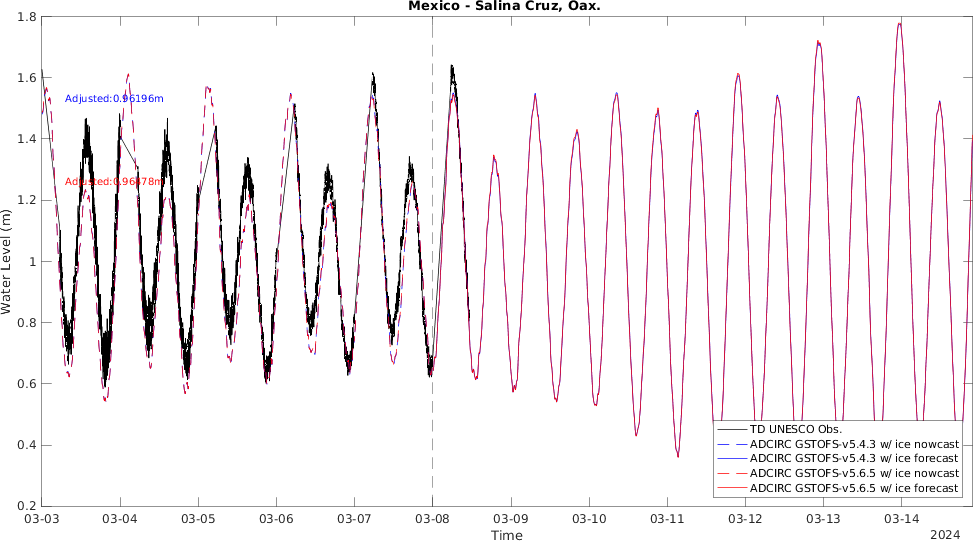 Mexico - Salina Cruz, Oax.
1.8
1.6
Adjusted:0.96196m
1.4
Adjusted:0.96378m
1.2
1
0.8
0.6
0.4
0.2
Water Level (m)
TD UNESCO Obs.
ADCIRC GSTOFS-v5.4.3 w/ ice nowcast
ADCIRC GSTOFS-v5.4.3 w/ ice forecast
ADCIRC GSTOFS-v5.6.5 w/ ice nowcast
ADCIRC GSTOFS-v5.6.5 w/ ice forecast
03-03 03-04 03-05 03-06 03-07 03-08 03-09 03-10 03-11 03-12 03-13 03-14
Time
2024